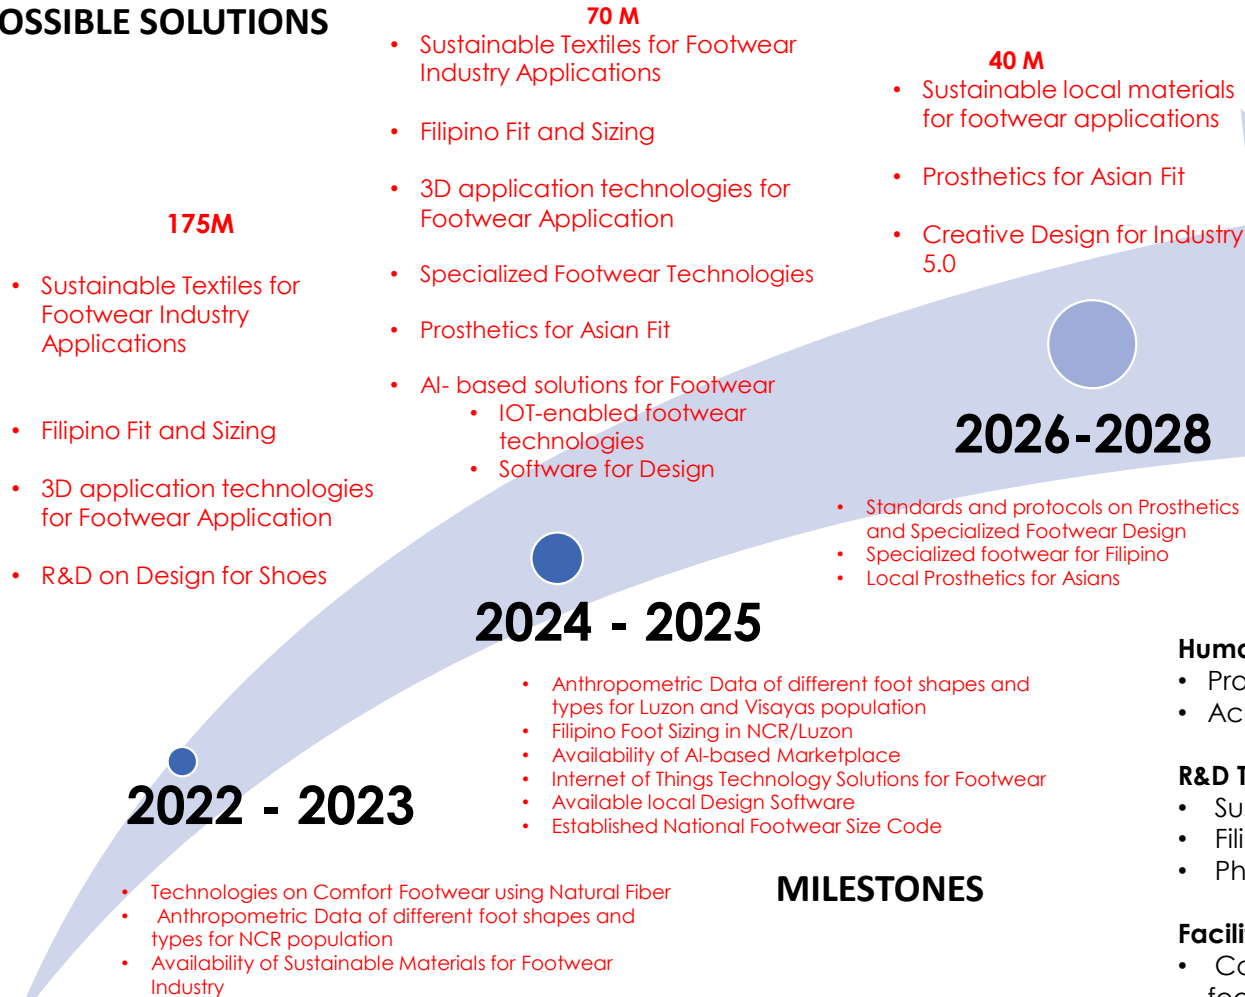 OSSIBLE SOLUTIONS
175M
• Sustainable Textiles for
Footwear Industry
Applications
• Filipino Fit and Sizing
• 3D application technologies
for Footwear Application
• R&D on Design for Shoes
70 M
• Sustainable Textiles for Footwear
Industry Applications
• Filipino Fit and Sizing
• 3D application technologies for
Footwear Application
• Specialized Footwear Technologies
• Prosthetics for Asian Fit
• AI- based solutions for Footwear
• IOT-enabled footwear
technologies
• Software for Design
40 M
• Sustainable local materials
for footwear applications
• Prosthetics for Asian Fit
• Creative Design for Industry
5.0
2022 - 2023
• Technologies on Comfort Footwear using Natural Fiber
• Anthropometric Data of different foot shapes and
types for NCR population
• Availability of Sustainable Materials for Footwear
Industry
2024 - 2025
• Anthropometric Data of different foot shapes and
types for Luzon and Visayas population
• Filipino Foot Sizing in NCR/Luzon
• Availability of AI-based Marketplace
• Internet of Things Technology Solutions for Footwear
• Available local Design Software
• Established National Footwear Size Code
2026-2028
• Standards and protocols on Prosthetics
and Specialized Footwear Design
• Specialized footwear for Filipino
• Local Prosthetics for Asians
MILESTONES
R&D